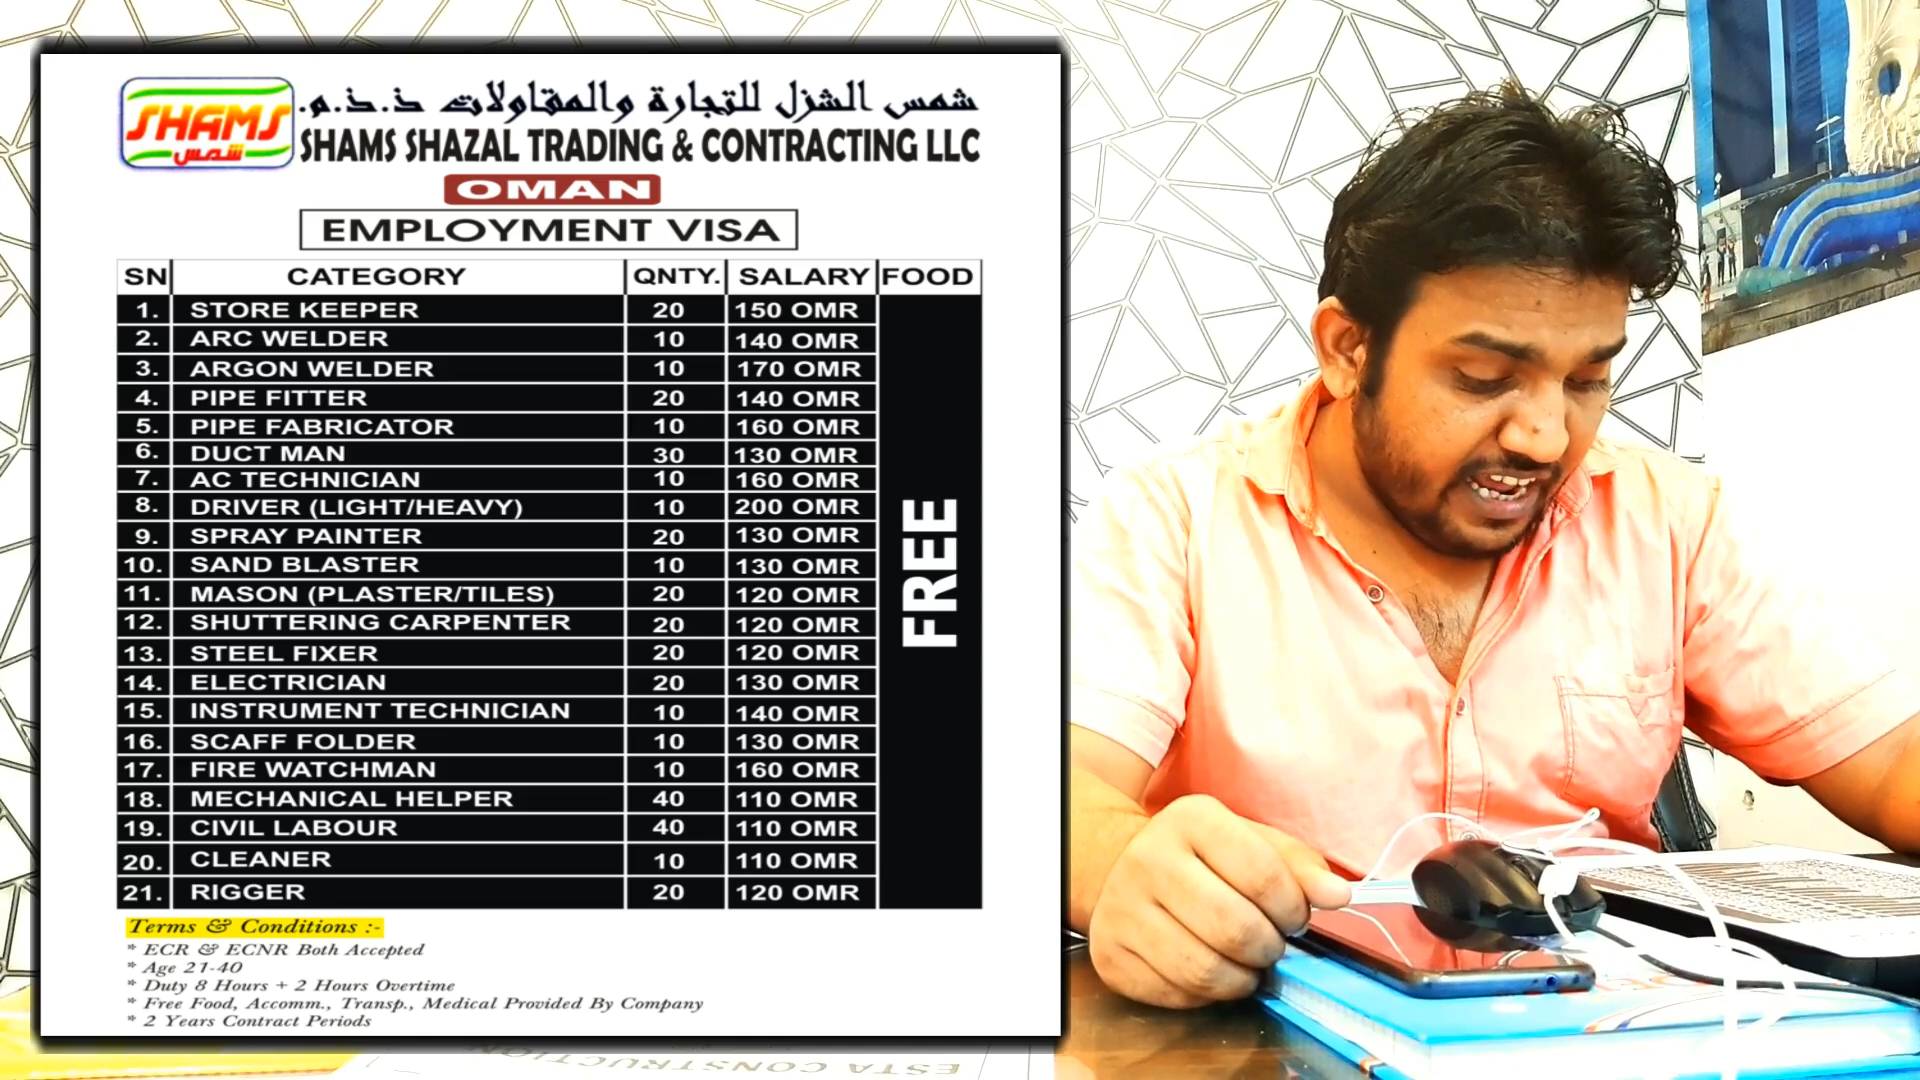 SHAMS
شمس
شمس الشزل للتجارة والمقاولات ذ.ذ.م.
SHAMS SHAZAL TRADING & CONTRACTING LLC
OMAN
EMPLOYMENT VISA
SN CATEGORY QNTY. SALARY FOOD
1. STORE KEEPER 20 150 OMR
2. ARC WELDER 10 140 OMR
3. ARGON WELDER 10 170 OMR
4. PIPE FITTER 20 140 OMR
5. PIPE FABRICATOR 10 160 OMR
6. DUCT MAN 30 130 OMR
7. AC TECHNICIAN 10 160 OMR
8. DRIVER (LIGHT/HEAVY) 10 200 OMR
9. SPRAY PAINTER 20 130 OMR
10. SAND BLASTER 10 130 OMR
11. MASON (PLASTER/TILES) 20 120 OMR
12. SHUTTERING CARPENTER 20 120 OMR
13. STEEL FIXER 20 120 OMR
14. ELECTRICIAN 20 130 OMR
15. INSTRUMENT TECHNICIAN 10 140 OMR
16. SCAFF FOLDER 10 130 OMR
17. FIRE WATCHMAN 10 160 OMR
18. MECHANICAL HELPER 40 110 OMR
19. CIVIL LABOUR 40 110 OMR
20. CLEANER 10 110 OMR
21. RIGGER 20 120 OMR
FREE
Terms & Conditions :-
* ECR & ECNR Both Accepted
* Age 21-40
* Duty 8 Hours + 2 Hours Overtime
* Free Food, Accomm., Transp., Medical Provided By Company
* 2 Years Contract Periods
ESTA CONSTRUCTION